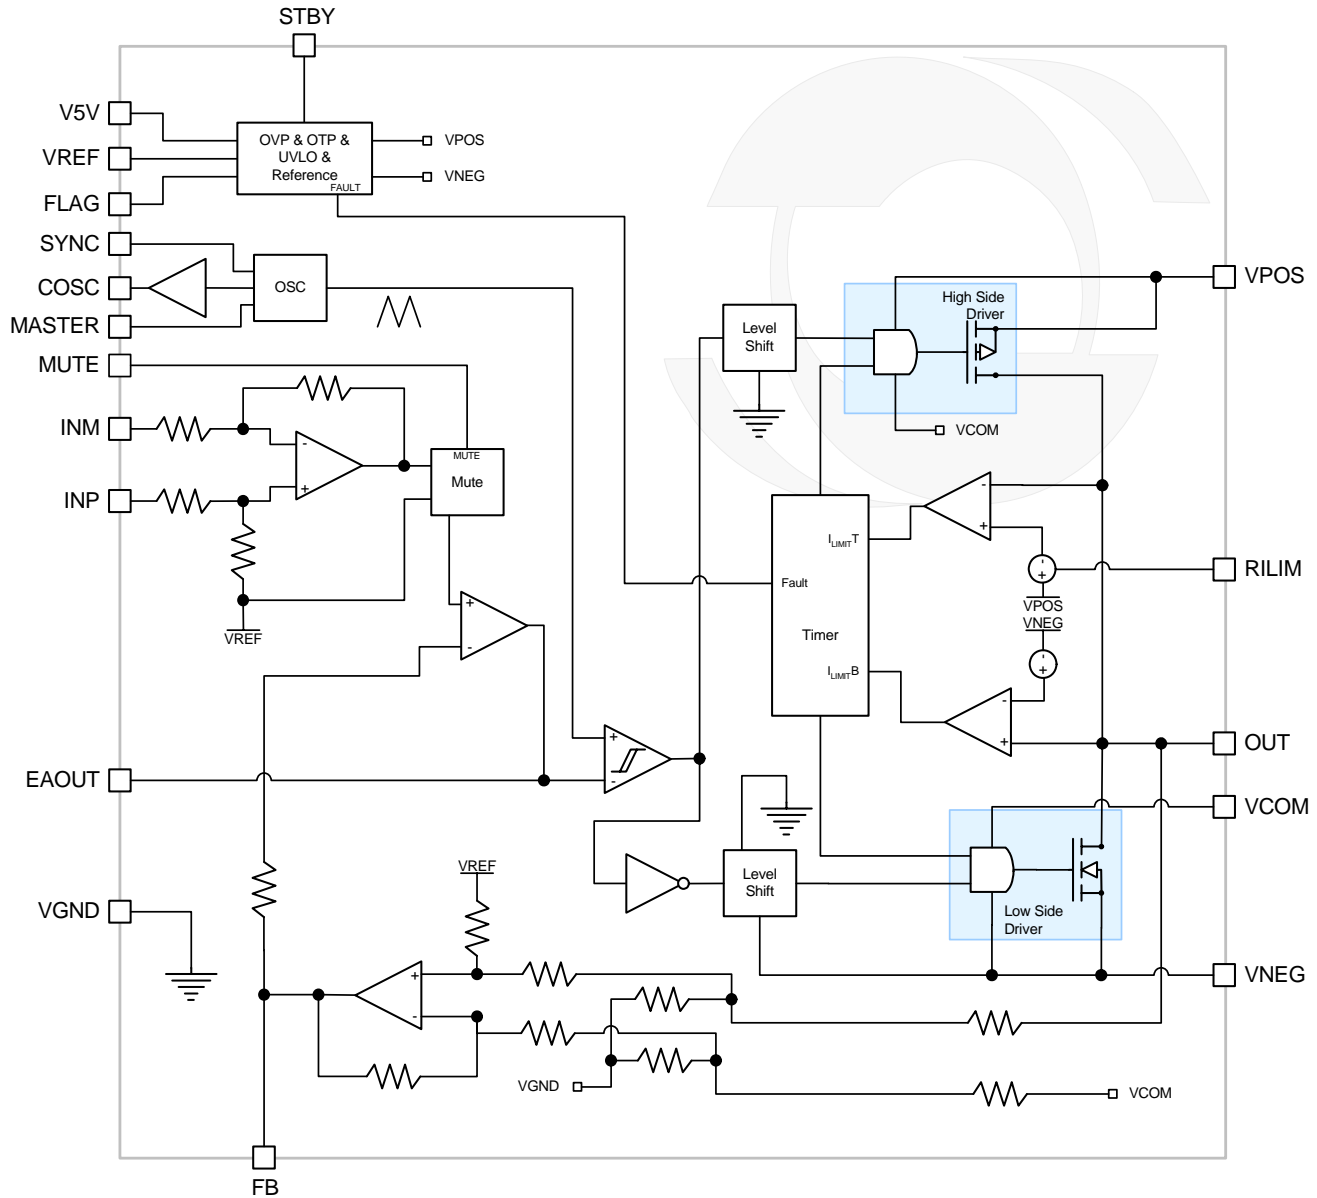 STBY
V5V
VREF
FLAG
SYNC
COSC
MASTER
MUTE
INM
INP
EAOUT
VGND
FB
VPOS
RILIM
OUT
VCOM
VNEG
OVP & OTP &
UVLO &
Reference
FAULT
VPOS
VNEG
OSC
MUTE
Mute
-
+
VREF
+
-
+
-
Level
Shift
High Side
Driver
VCOM
ILIMITT
Fault
Timer
ILIMITB
-
+
-
+
VPOS
VNEG
-
+
-
+
Level
Shift
Low Side
Driver
VREF
+
-
VGND
VCOM